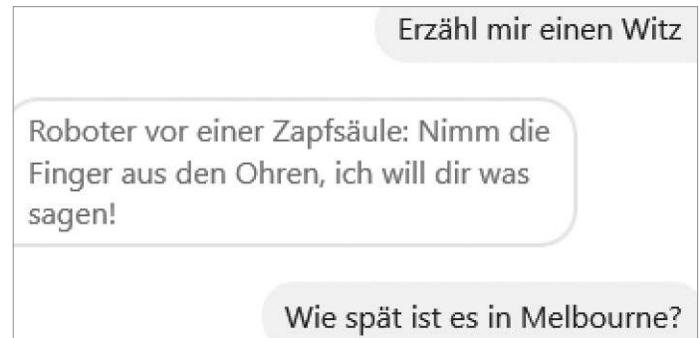 Erzähl mir einen Witz
Roboter vor einer Zapfsäule: Nimm die
Finger aus den Ohren, ich will dir was
sagen!
Wie spät ist es in Melbourne?